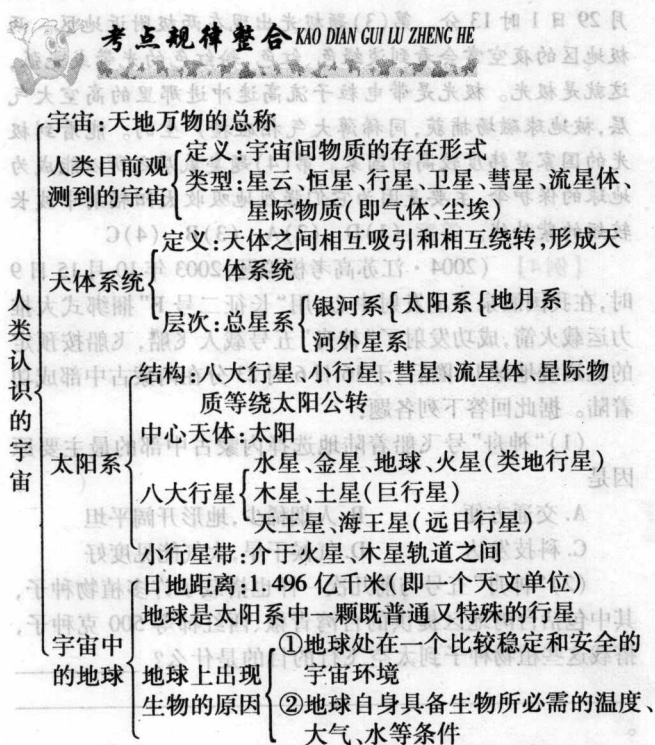 考点规律整合 KAO DIAN GUI LU ZHENG HE
人类认识的宇宙
宇宙:天地万物的总称
人类目前观测到的宇宙
定义:宇宙间物质的存在形式
类型:星云、恒星、行星、卫星、彗星、流星体、
星际物质(即气体、尘埃)
天体系统
定义:天体之间相互吸引和相互绕转,形成天
体系统
层次:总星系
银河系
太阳系
地月系
河外星系
太阳系
结构:八大行星、小行星、彗星、流星体、星际物
质等绕太阳公转
中心天体:太阳
八大行星
水星、金星、地球、火星(类地行星)
木星、土星(巨行星)
天王星、海王星(远日行星)
小行星带:介于火星、木星轨道之间
日地距离:1.496亿千米(即一个天文单位)
宇宙中的地球
地球是太阳系中一颗既普通又特殊的行星
地球上出现生物的原因
①地球处在一个比较稳定和安全的
宇宙环境
②地球自身具备生物所必需的温度、
大气、水等条件